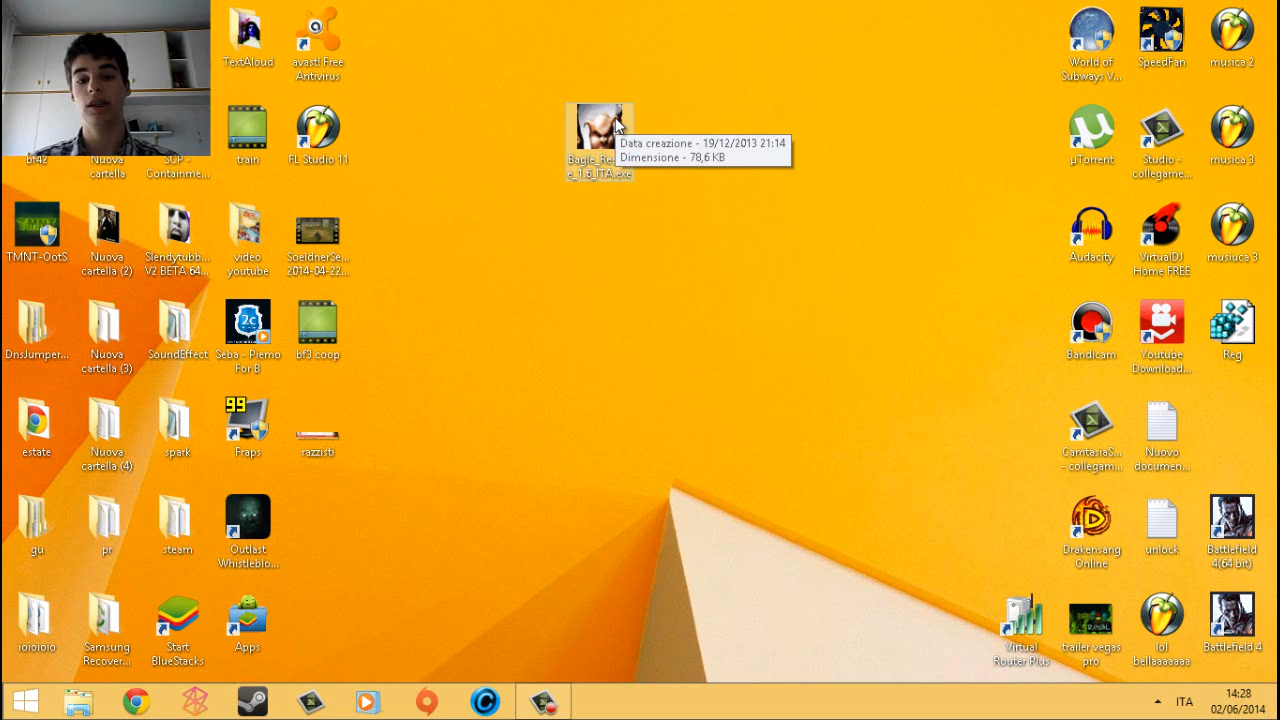 TextAloud
avast! Free
Antivirus
World of
Subways V...
SpeedFan
musica 2
bf42
Nuova
cartella
SCP -
Containme...
train
FL Studio 11
e_1.6_ITA.exe
Data creazione - 19/12/2013 21:14
Dimensione - 78,6 KB
µTorrent
Studio -
collegame...
musica 3
TMNT
TMNT-OotS
Nuova
cartella (2)
Slendytubb...
V2 BETA 64...
video
youtube
SoeldnerSe...
2014-04-22...
Audacity
VirtualDJ
Home FREE
musiuca 3
DnsJumper...
Nuova
cartella (3)
SoundEffect
2c
Seba - Piemo
For B
bf3 coop
Bandicam
Youtube
Download...
Reg
estate
Nuova
cartella (4)
spark
99
Fraps
razzisti
CamtasiaS...
- collegam...
Nuovo
documen...
gu
pr
steam
Outlast
Whistleblo...
Drakensang
Online
unlock
Battlefield
4(64 bit)
ioioioio
Samsung
Recover...
Start
BlueStacks
Apps
Virtual
Router Plus
trailer vegas
pro
lol
bellaaaaaa
Battlefield 4
ITA
14:28
02/06/2014